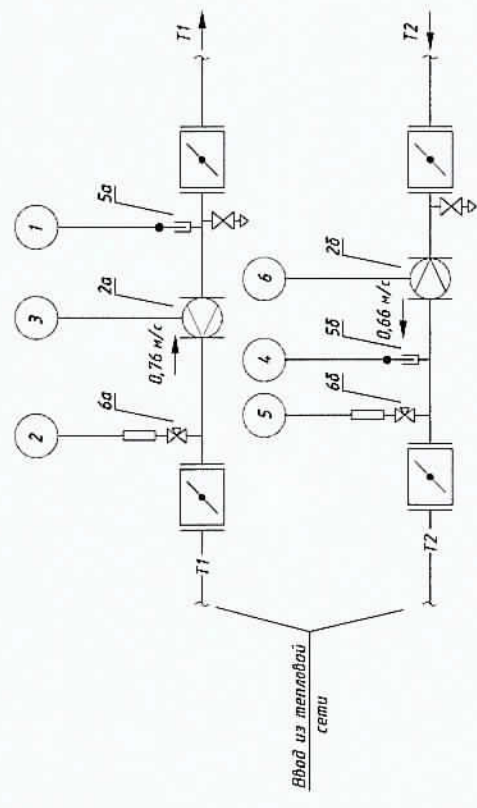 T1
5а
1
2а
3
0,76 м/с
6а
2
T1
T2
2б
6
0,66 м/с
5б
4
6б
5
T2
Ввод из тепловой
сети